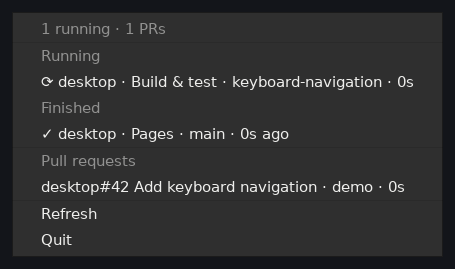 1 running · 1 PRs
Running
⟳ desktop · Build & test · keyboard-navigation · 0s
Finished
✓ desktop · Pages · main · 0s ago
Pull requests
desktop#42 Add keyboard navigation · demo · 0s
Refresh
Quit